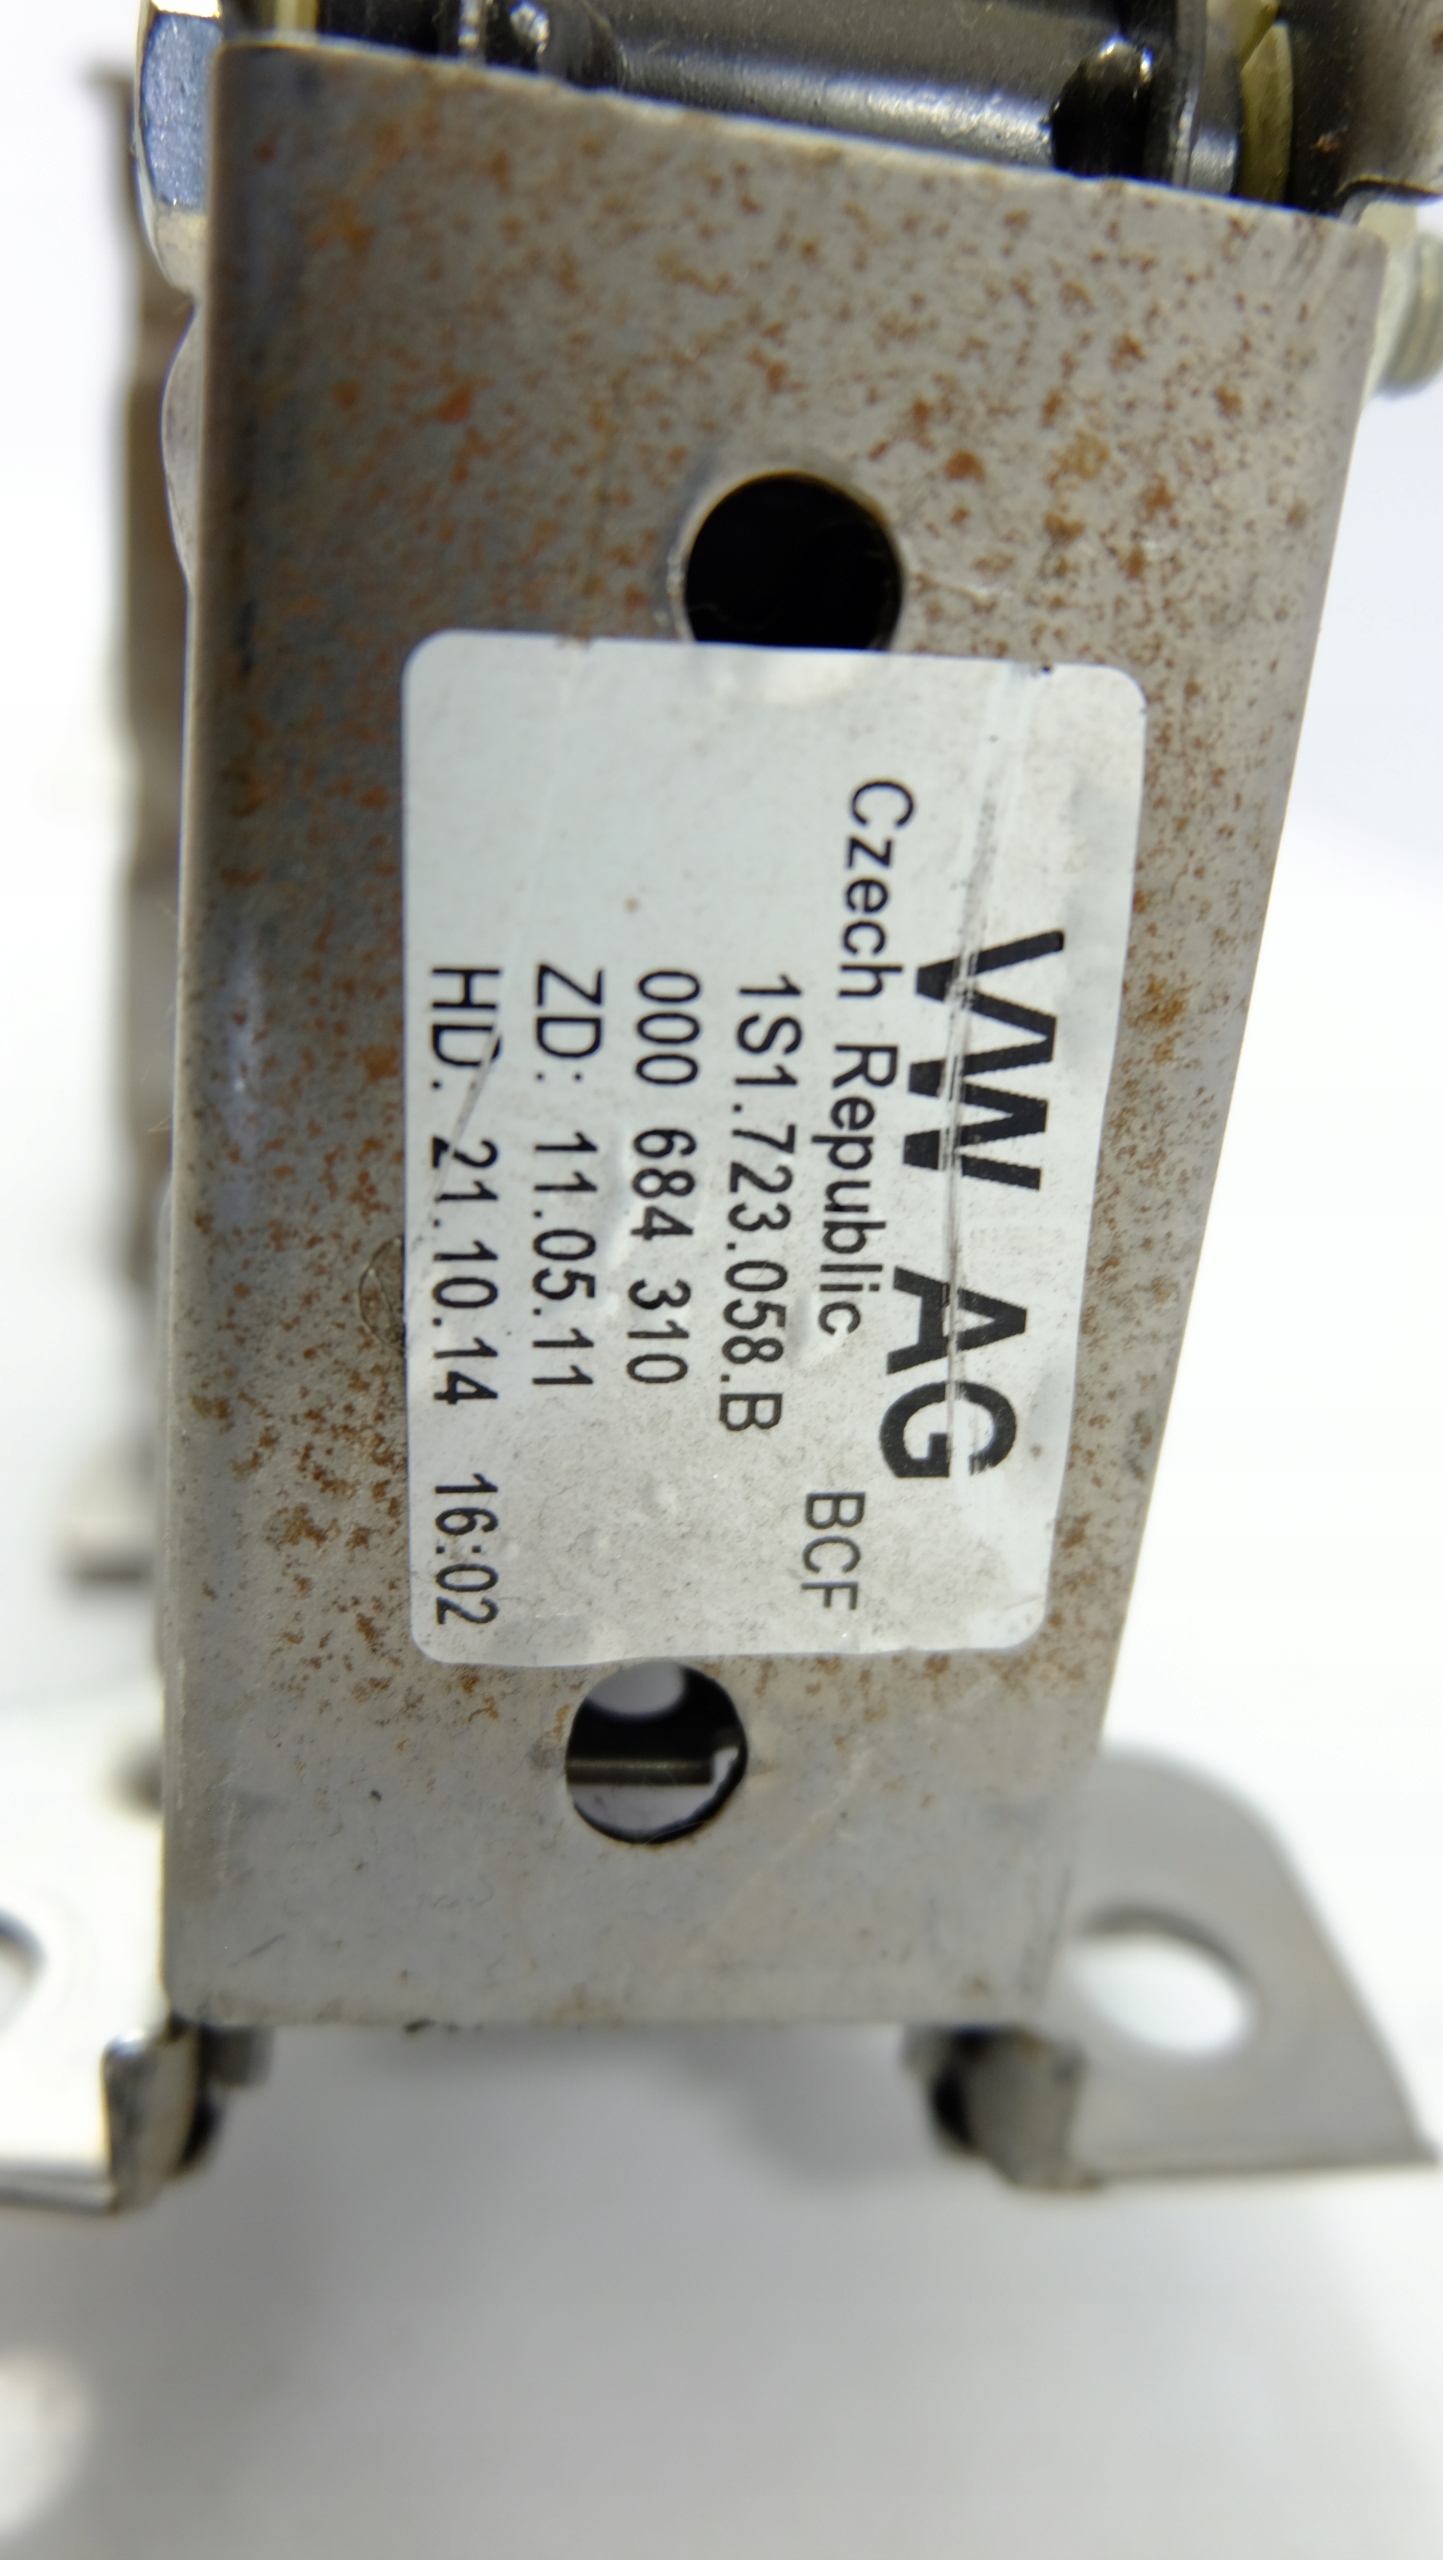 VW AG
Czech Republic BCF
1S1.723.058.B
000 684 310
ZD: 11.05.11
HD: 21.10.14 16:02